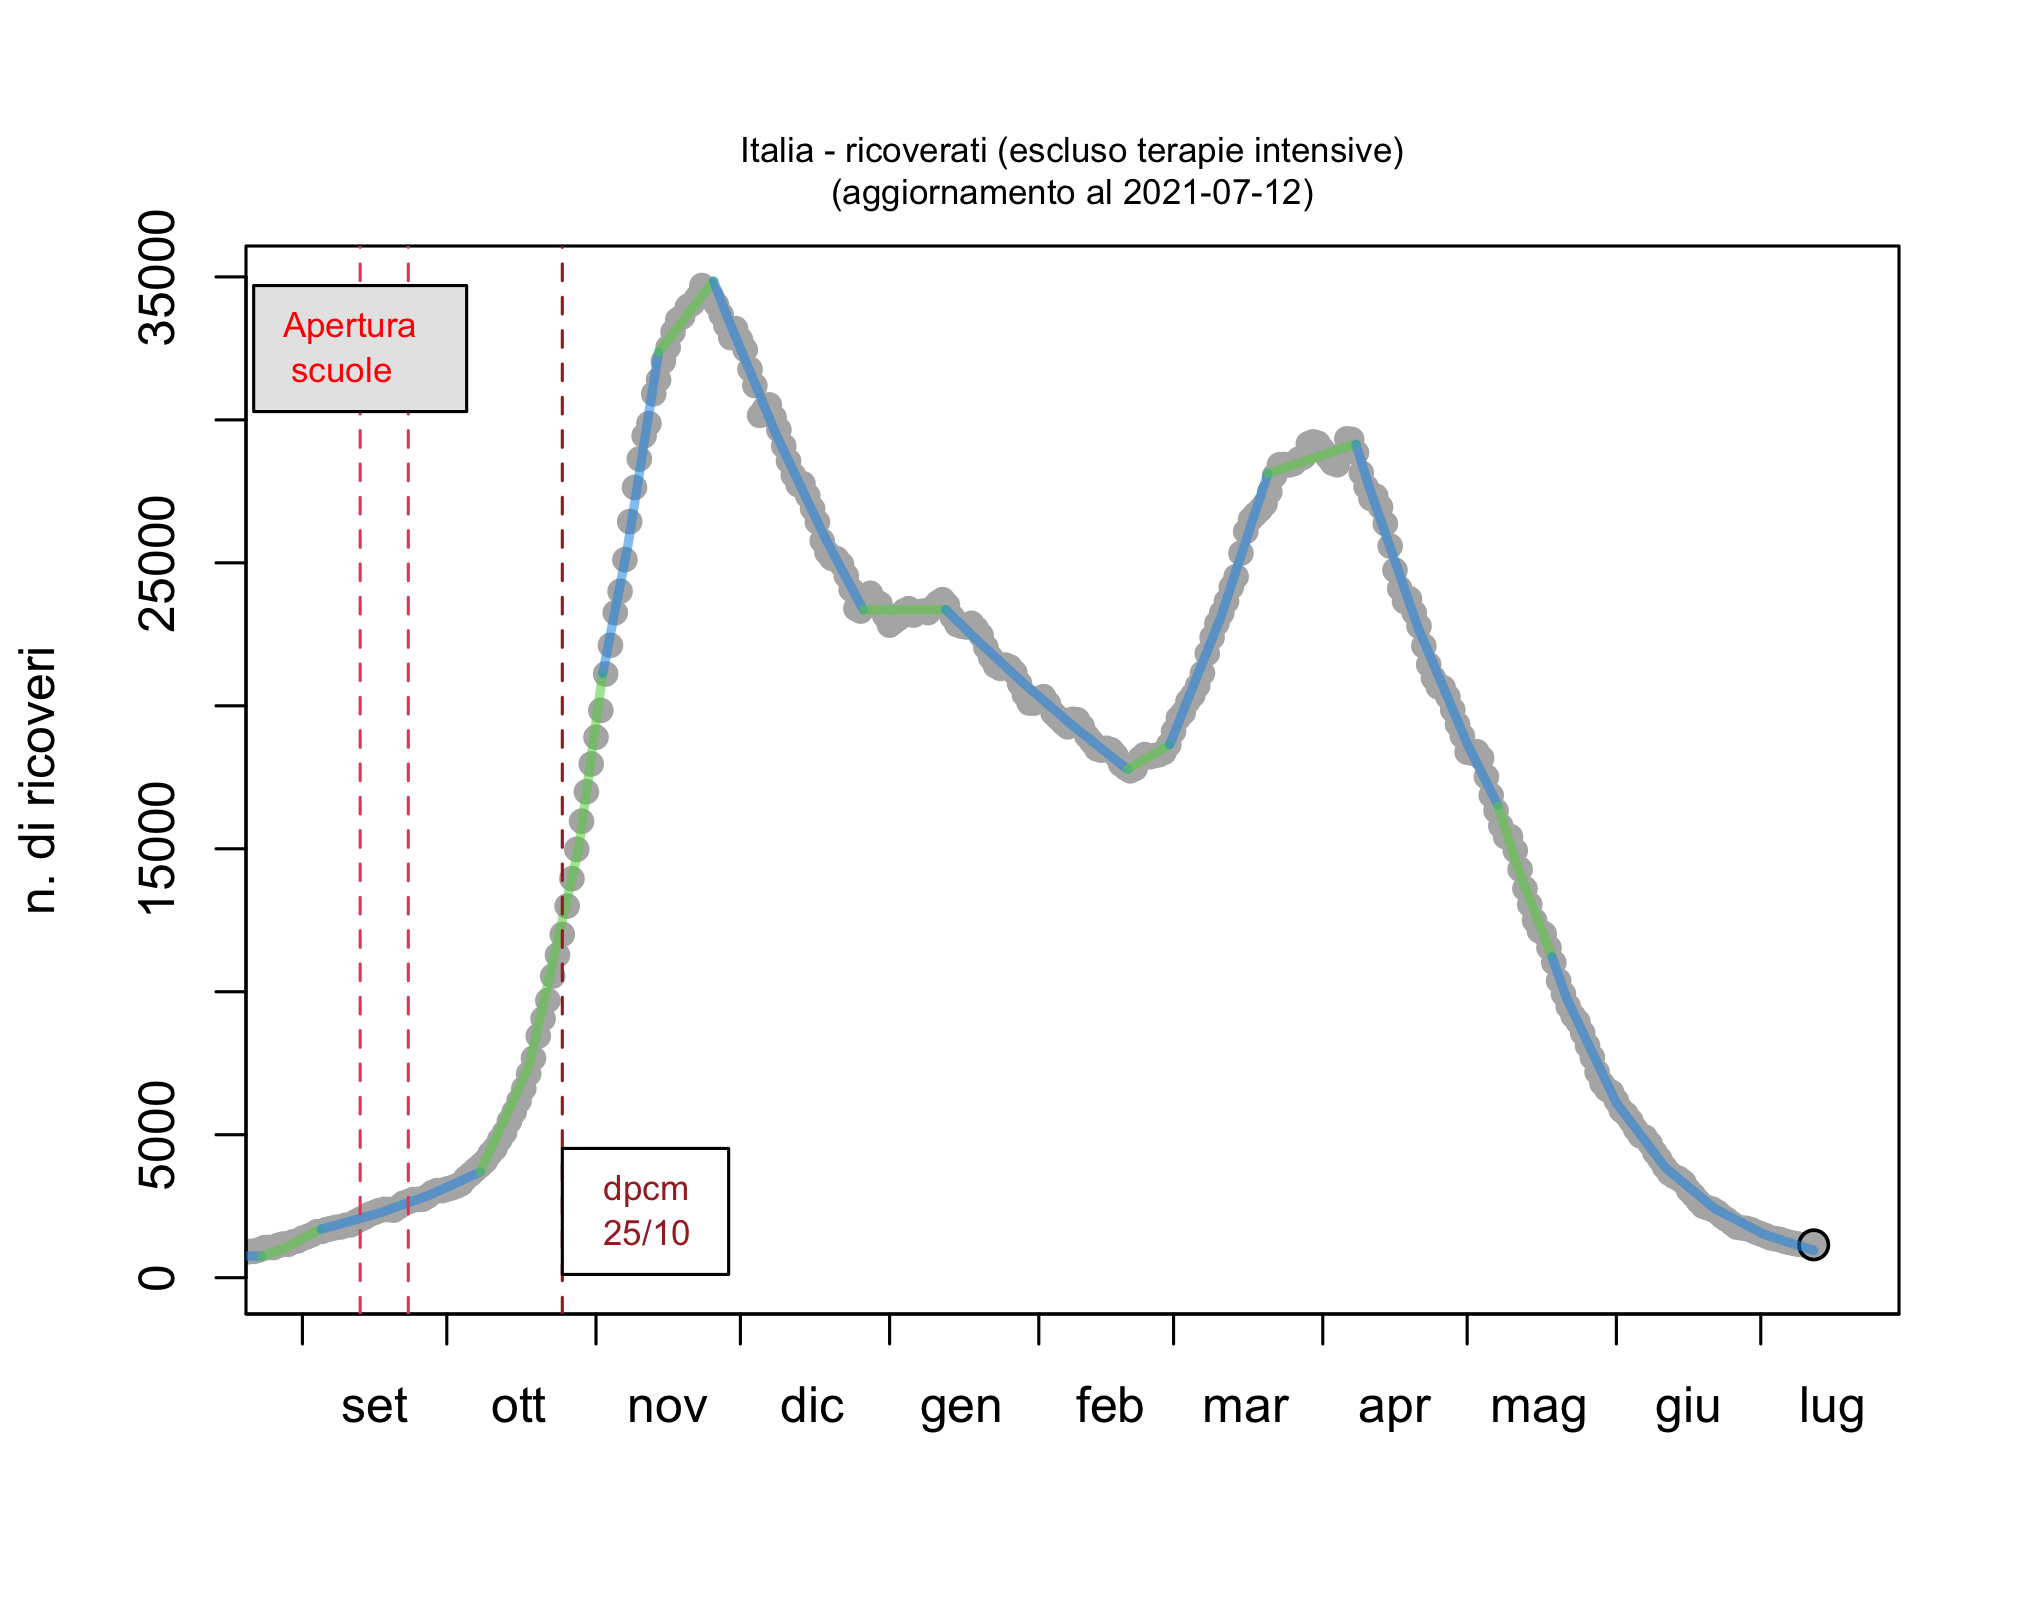 Italia - ricoverati (escluso terapie intensive)
(aggiornamento al 2021-07-12)
n. di ricoveri
35000
25000
15000
5000
0
Apertura
scuole
dpcm
25/10
set ott nov dic gen feb mar apr mag giu lug